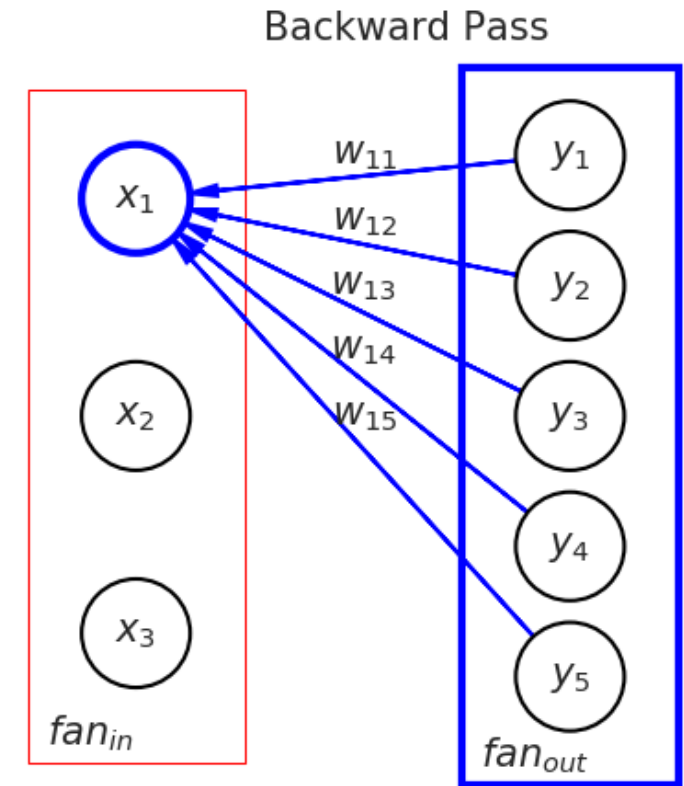 Backward Pass
x₁
x₂
x₃
fanᵢₙ
w₁₁
w₁₂
w₁₃
w₁₄
w₁₅
y₁
y₂
y₃
y₄
y₅
fanₒᵤₜ